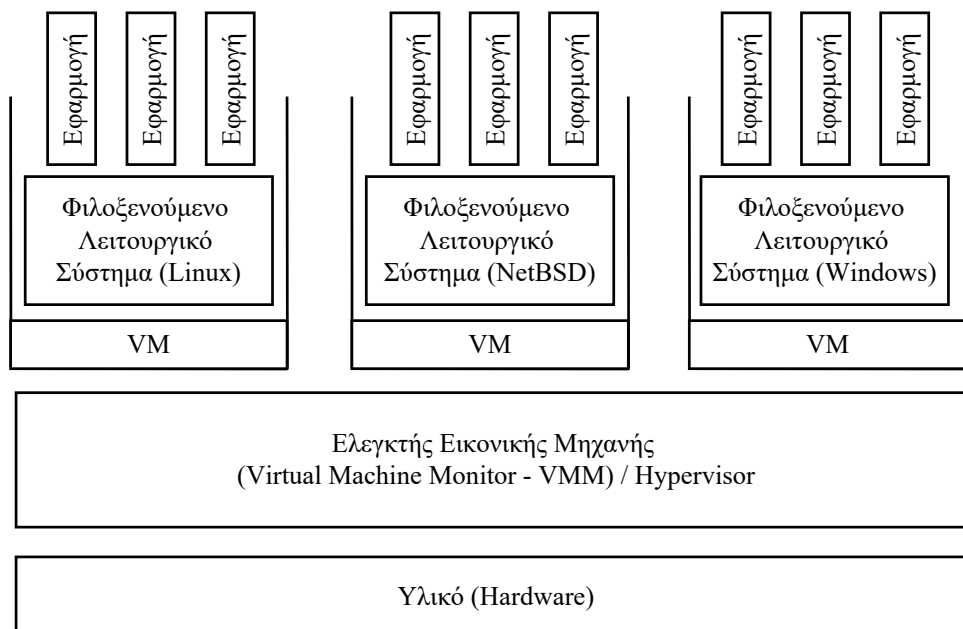 Εφαρμογή
Εφαρμογή
Εφαρμογή
Εφαρμογή
Εφαρμογή
Εφαρμογή
Εφαρμογή
Εφαρμογή
Εφαρμογή
Φιλοξενούμενο
Λειτουργικό
Σύστημα (Linux)
Φιλοξενούμενο
Λειτουργικό
Σύστημα (NetBSD)
Φιλοξενούμενο
Λειτουργικό
Σύστημα (Windows)
VM
VM
VM
Ελεγκτής Εικονικής Μηχανής
(Virtual Machine Monitor - VMM) / Hypervisor
Υλικό (Hardware)